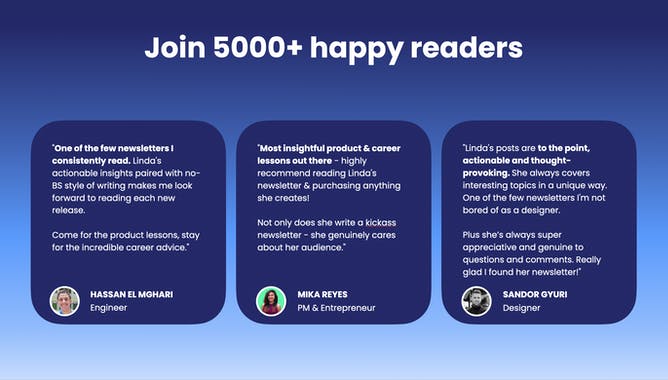 Join 5000+ happy readers
"One of the few newsletters I
consistently read. Linda's
actionable insights paired with no-
BS style of writing makes me look
forward to reading each new
release.
Come for the product lessons, stay
for the incredible career advice."
HASSAN EL MGHARI
Engineer
"Most insightful product & career
lessons out there - highly
recommend reading Linda's
newsletter & purchasing anything
she creates!
Not only does she write a kickass
newsletter - she genuinely cares
about her audience."
MIKA REYES
PM & Entrepreneur
"Linda's posts are to the point,
actionable and thought-
provoking. She always covers
interesting topics in a unique way.
One of the few newsletters I'm not
bored of as a designer.
Plus she's always super
appreciative and genuine to
questions and comments. Really
glad I found her newsletter!"
SANDOR GYURI
Designer